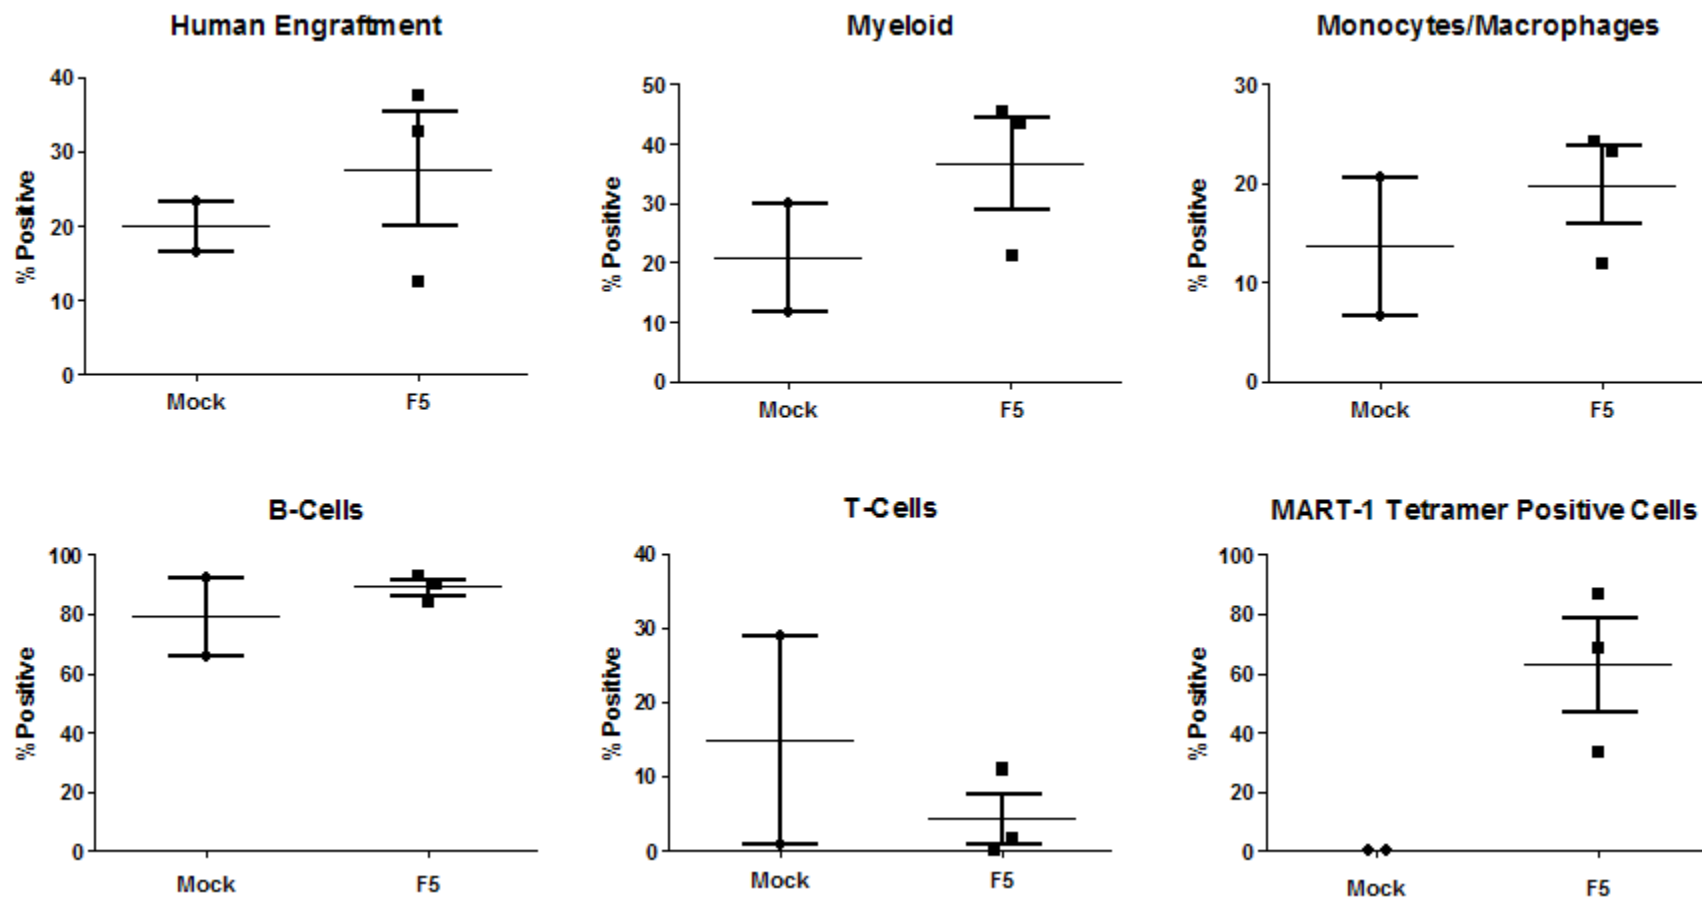 Human Engraftment
% Positive
40
30
20
10
0
Mock F5
Myeloid
% Positive
50
40
30
20
10
0
Mock F5
Monocytes/Macrophages
% Positive
30
20
10
0
Mock F5
B-Cells
% Positive
100
80
60
40
20
0
Mock F5
T-Cells
% Positive
40
30
20
10
0
Mock F5
MART-1 Tetramer Positive Cells
% Positive
100
80
60
40
20
0
Mock F5